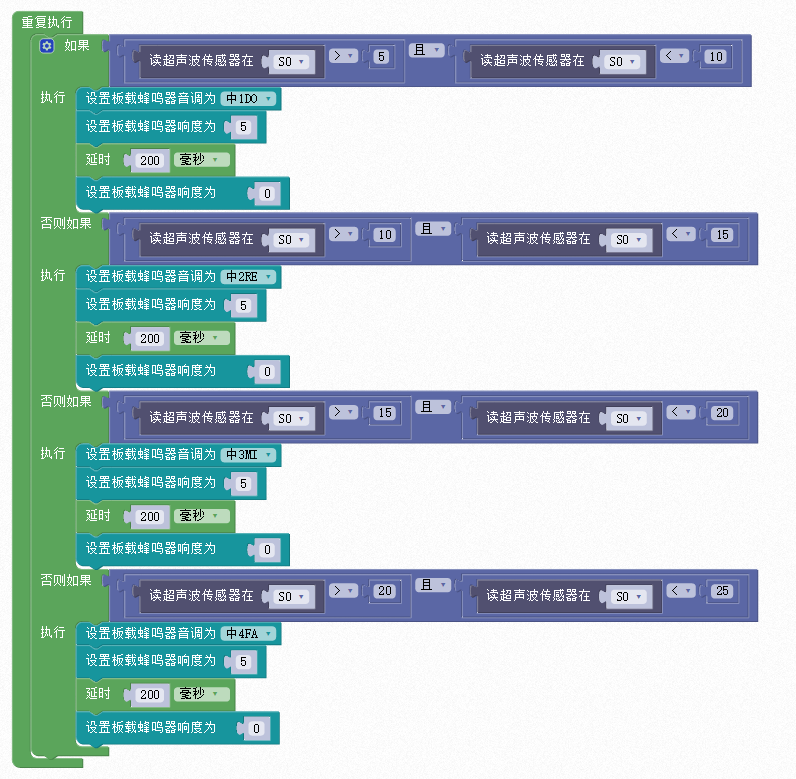 重复执行
如果 读超声波传感器在 S0 > 5 且 读超声波传感器在 S0 < 10
执行 设置板载蜂鸣器音调为 中1DO
设置板载蜂鸣器响度为 5
延时 200 毫秒
设置板载蜂鸣器响度为 0
否则如果 读超声波传感器在 S0 > 10 且 读超声波传感器在 S0 < 15
执行 设置板载蜂鸣器音调为 中2RE
设置板载蜂鸣器响度为 5
延时 200 毫秒
设置板载蜂鸣器响度为 0
否则如果 读超声波传感器在 S0 > 15 且 读超声波传感器在 S0 < 20
执行 设置板载蜂鸣器音调为 中3MI
设置板载蜂鸣器响度为 5
延时 200 毫秒
设置板载蜂鸣器响度为 0
否则如果 读超声波传感器在 S0 > 20 且 读超声波传感器在 S0 < 25
执行 设置板载蜂鸣器音调为 中4FA
设置板载蜂鸣器响度为 5
延时 200 毫秒
设置板载蜂鸣器响度为 0